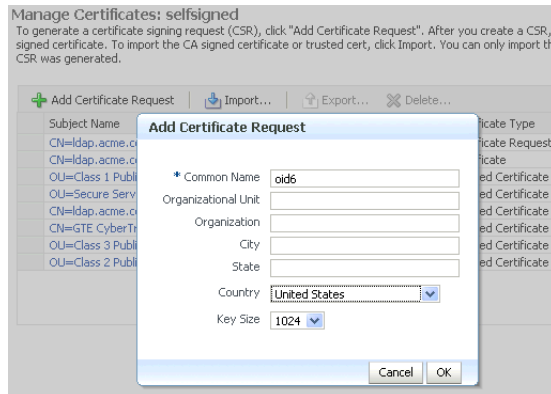 Manage Certificates: selfsigned
To generate a certificate signing request (CSR), click "Add Certificate Request". After you create a CSR,
signed certificate. To import the CA signed certificate or trusted cert, click Import. You can only import
CSR was generated.
Add Certificate Request Import... Export... Delete...
Subject Name
CN=ldap.acme.c
CN=ldap.acme.c
OU=Class 1 Publi
OU=Secure Serv
CN=ldap.acme.c
CN=GTE CyberTr
OU=Class 3 Publi
OU=Class 2 Publi
Add Certificate Request
* Common Name oid6
Organizational Unit
Organization
City
State
Country United States
Key Size 1024
Cancel OK
ficate Type
ficate Request
ficate
ed Certificate
ed Certificate
ed Certificate
ed Certificate
ed Certificate
ed Certificate